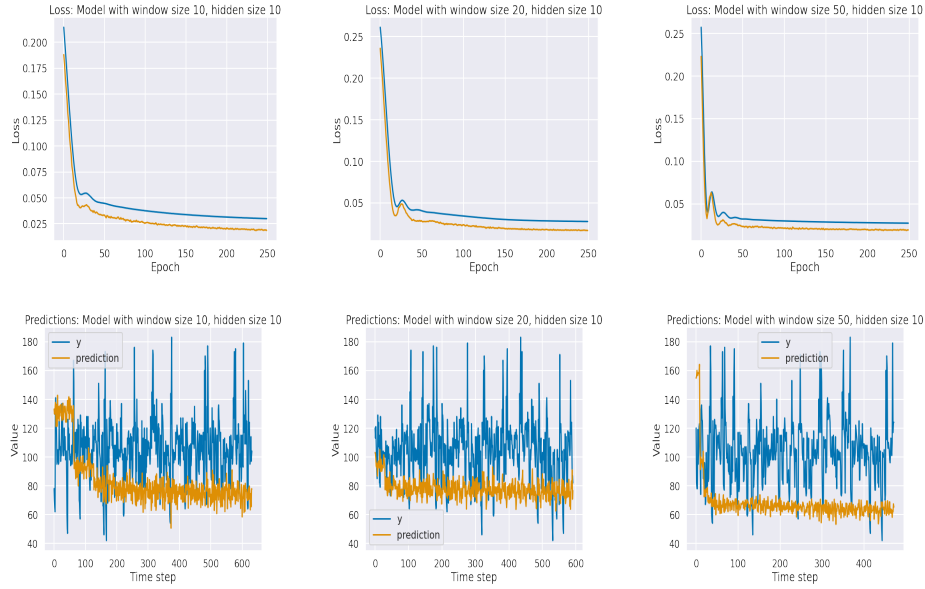 Loss: Model with window size 10, hidden size 10
0.200
0.175
0.150
0.125
0.100
0.075
0.050
0.025
Loss
0 50 100 150 200 250
Epoch
Loss: Model with window size 20, hidden size 10
0.25
0.20
0.15
0.10
0.05
Loss
0 50 100 150 200 250
Epoch
Loss: Model with window size 50, hidden size 10
0.25
0.20
0.15
0.10
0.05
Loss
0 50 100 150 200 250
Epoch
Predictions: Model with window size 10, hidden size 10
y
prediction
180
160
140
120
100
80
60
40
Value
0 100 200 300 400 500 600
Time step
Predictions: Model with window size 20, hidden size 10
180
160
140
120
100
80
60
40
Value
y
prediction
0 100 200 300 400 500 600
Time step
Predictions: Model with window size 50, hidden size 10
y
prediction
180
160
140
120
100
80
60
40
Value
0 100 200 300 400
Time step